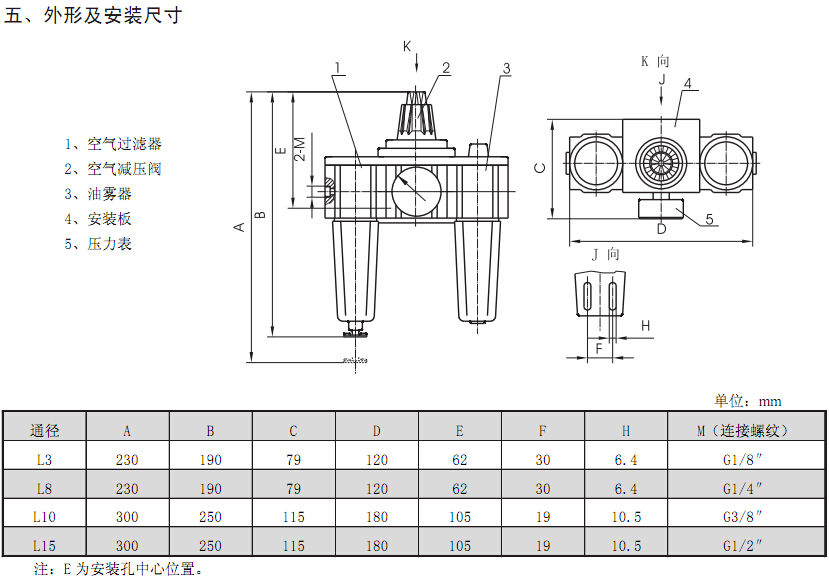 五、外形及安装尺寸
1、空气过滤器
2、空气减压阀
3、油雾器
4、安装板
5、压力表
K
1
2
3
E
2-M
A
B
K 向
J
4
C
5
D
J 向
H
F
单位：mm
通径 A B C D E F H M（连接螺纹）
L3 230 190 79 120 62 30 6.4 G1/8″
L8 230 190 79 120 62 30 6.4 G1/4″
L10 300 250 115 180 105 19 10.5 G3/8″
L15 300 250 115 180 105 19 10.5 G1/2″
注：E为安装孔中心位置。